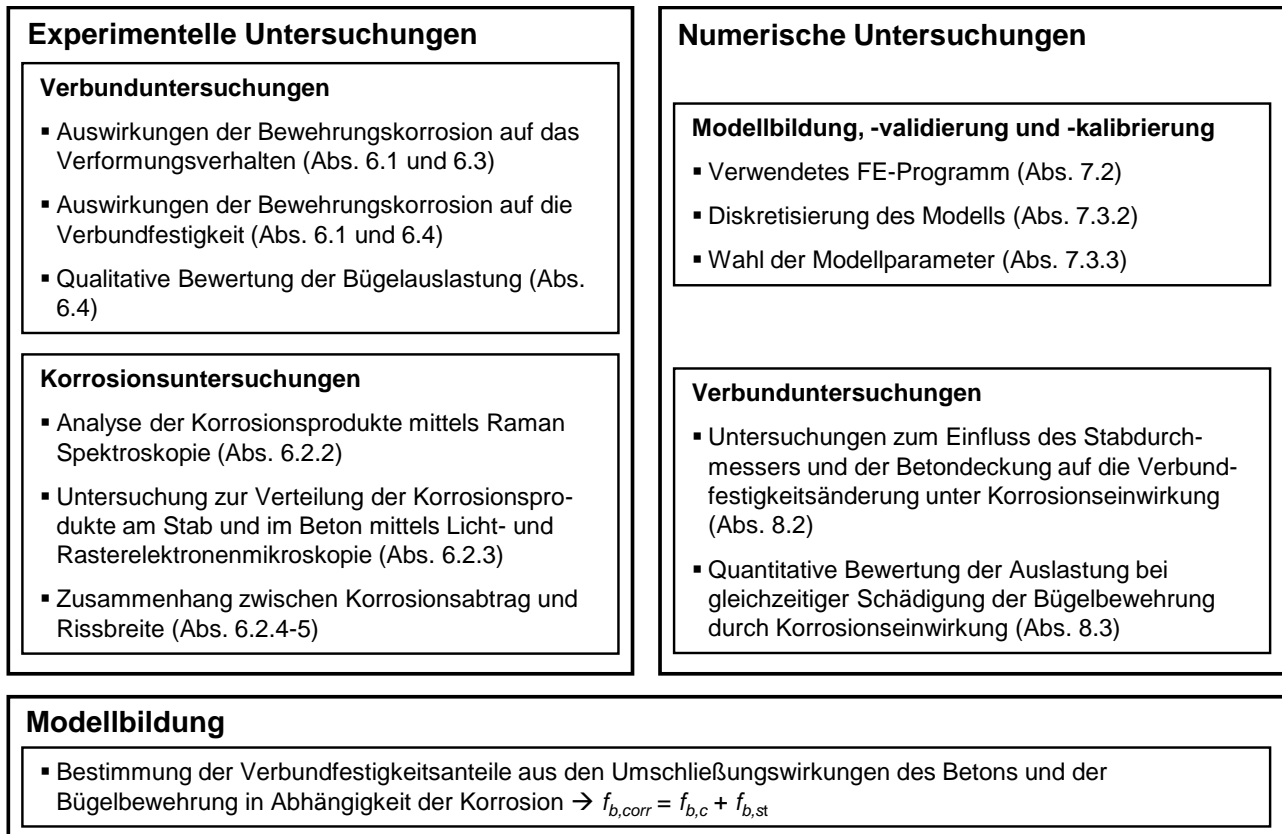 Experimentelle Untersuchungen
Verbunduntersuchungen
▪ Auswirkungen der Bewehrungskorrosion auf das
Verformungsverhalten (Abs. 6.1 und 6.3)
▪ Auswirkungen der Bewehrungskorrosion auf die
Verbundfestigkeit (Abs. 6.1 und 6.4)
▪ Qualitative Bewertung der Bügelauslastung (Abs.
6.4)
Korrosionsuntersuchungen
▪ Analyse der Korrosionsprodukte mittels Raman
Spektroskopie (Abs. 6.2.2)
▪ Untersuchung zur Verteilung der Korrosionspro-
dukte am Stab und im Beton mittels Licht- und
Rasterelektronenmikroskopie (Abs. 6.2.3)
▪ Zusammenhang zwischen Korrosionsabtrag und
Rissbreite (Abs. 6.2.4-5)
Numerische Untersuchungen
Modellbildung, -validierung und -kalibrierung
▪ Verwendetes FE-Programm (Abs. 7.2)
▪ Diskretisierung des Modells (Abs. 7.3.2)
▪ Wahl der Modellparameter (Abs. 7.3.3)
Verbunduntersuchungen
▪ Untersuchungen zum Einfluss des Stabdurch-
messers und der Betondeckung auf die Verbund-
festigkeitsänderung unter Korrosionseinwirkung
(Abs. 8.2)
▪ Quantitative Bewertung der Auslastung bei
gleichzeitiger Schädigung der Bügelbewehrung
durch Korrosionseinwirkung (Abs. 8.3)
Modellbildung
▪ Bestimmung der Verbundfestigkeitsanteile aus den Umschließungswirkungen des Betons und der
Bügelbewehrung in Abhängigkeit der Korrosion → f_b,corr = f_b,c + f_b,st